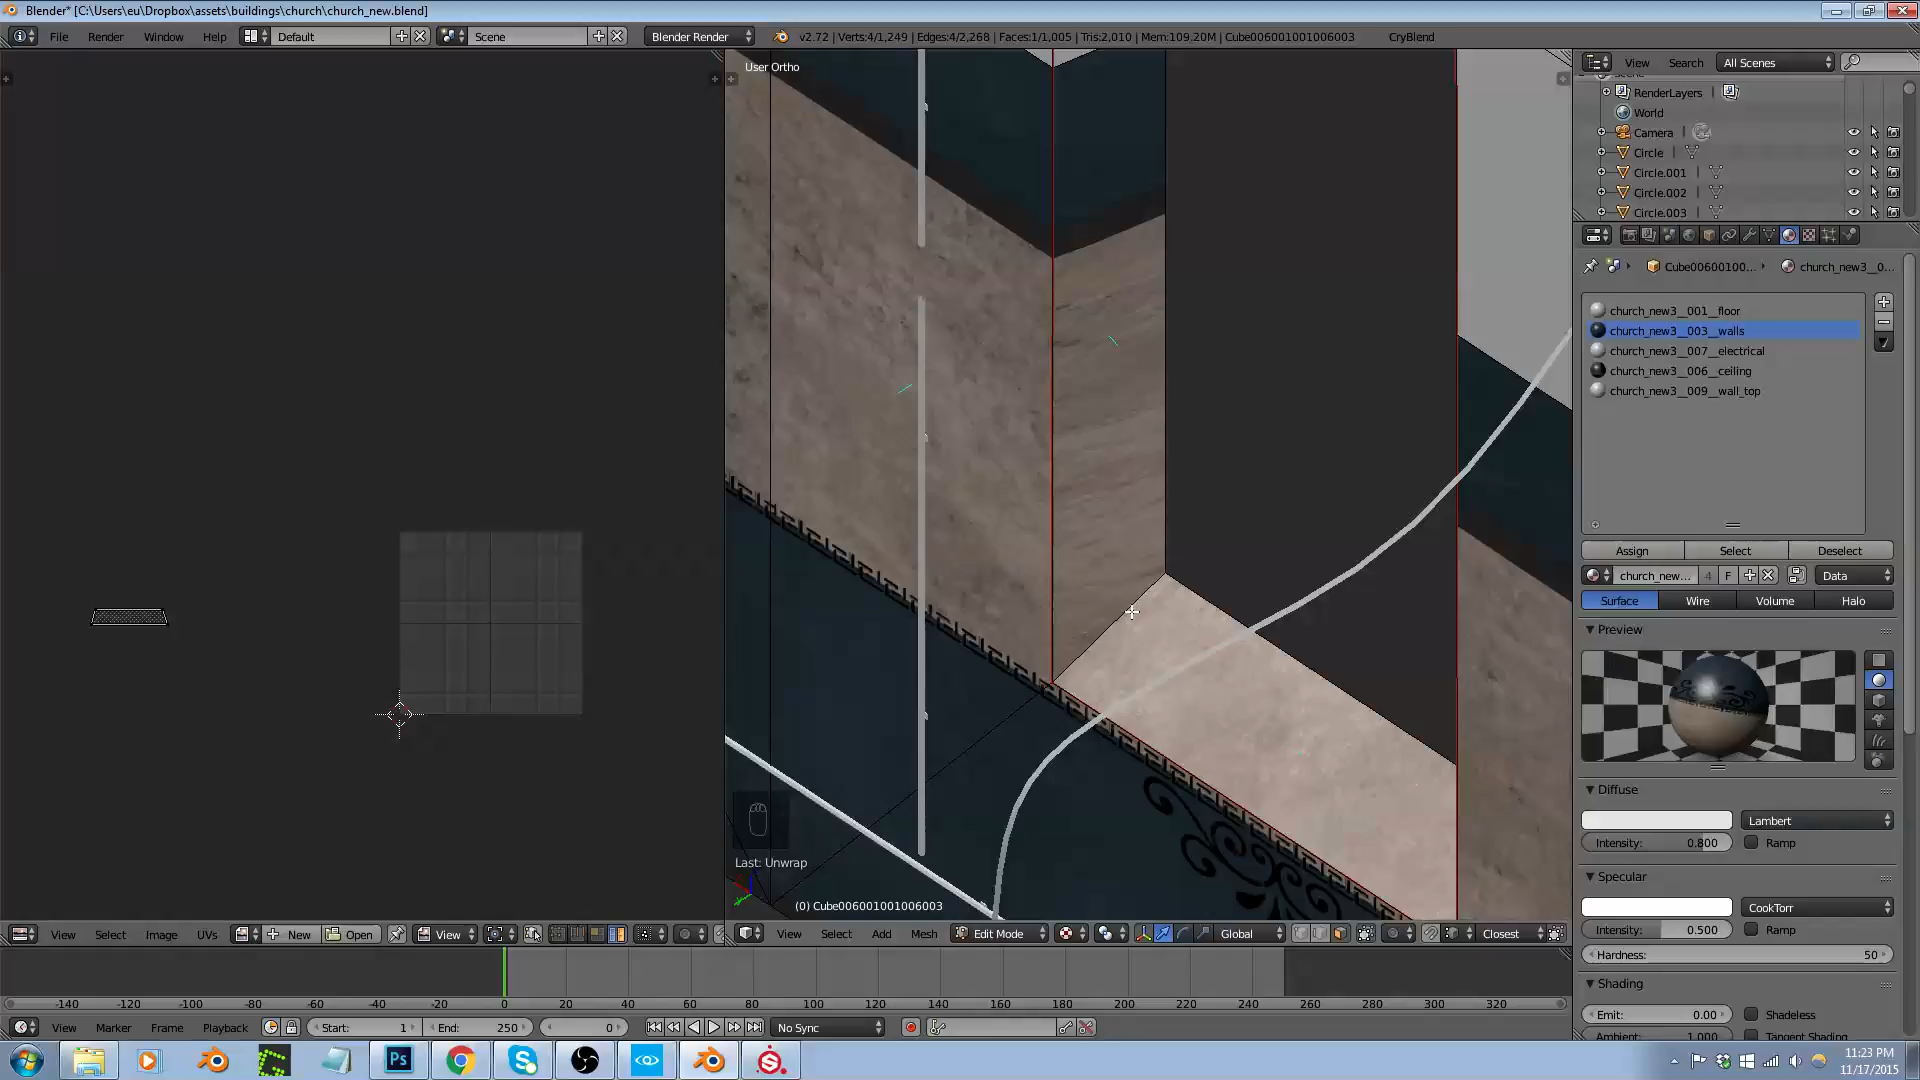 Blender* [C:\Users\eu\Dropbox\assets\buildings\church\church_new.blend]
File Render Window Help Default Scene Blender Render v2.72 | Verts:4/1,249 | Edges:4/2,268 | Faces:1/1,005 | Tris:2,010 | Mem:109.20M | Cube006001001006003 CryBlend
User Ortho
View Search All Scenes
RenderLayers
World
Camera
Circle
Circle.001
Circle.002
Circle.003
Cube00600100... church_new3__0...
church_new3__001__floor
church_new3__003__walls
church_new3__007__electrical
church_new3__006__ceiling
church_new3__009__wall_top
Assign Select Deselect
church_new... 4 F Data
Surface Wire Volume Halo
Preview
Diffuse
Lambert
Intensity: 0.800 Ramp
Specular
CookTorr
Intensity: 0.500 Ramp
Hardness: 50
Shading
Emit: 0.00 Shadeless
Ambient: 1.000 Tangent Shading
Last: Unwrap
(0) Cube006001001006003
View Select Image UVs New Open View
View Select Add Mesh Edit Mode Global Closest
-140 -120 -100 -80 -60 -40 -20 0 20 40 60 80 100 120 140 160 180 200 220 240 260 280 300 320
View Marker Frame Playback Start: 1 End: 250 0 No Sync
Ps
11:23 PM
11/17/2015